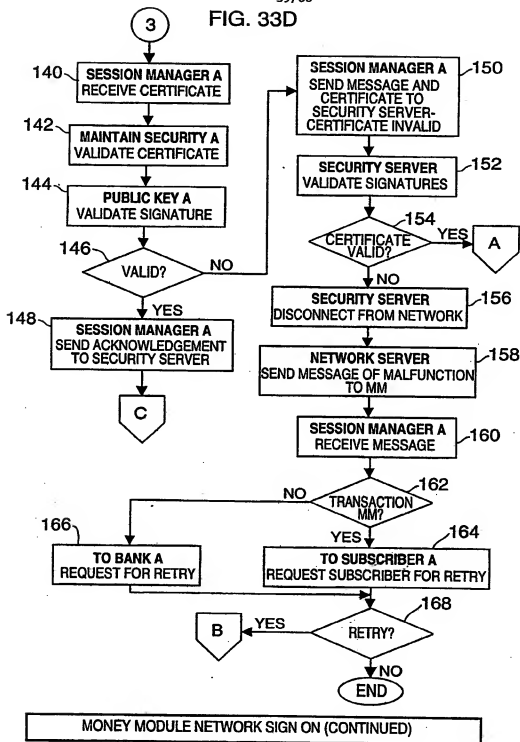 FIG. 33D
3
140
SESSION MANAGER A
RECEIVE CERTIFICATE
142
MAINTAIN SECURITY A
VALIDATE CERTIFICATE
144
PUBLIC KEY A
VALIDATE SIGNATURE
146
VALID?
NO
YES
148
SESSION MANAGER A
SEND ACKNOWLEDGEMENT
TO SECURITY SERVER
C
150
SESSION MANAGER A
SEND MESSAGE AND
CERTIFICATE TO
SECURITY SERVER-
CERTIFICATE INVALID
152
SECURITY SERVER
VALIDATE SIGNATURES
154
CERTIFICATE
VALID?
YES
A
NO
156
SECURITY SERVER
DISCONNECT FROM NETWORK
158
NETWORK SERVER
SEND MESSAGE OF MALFUNCTION
TO MM
160
SESSION MANAGER A
RECEIVE MESSAGE
162
TRANSACTION
MM?
NO
YES
166
TO BANK A
REQUEST FOR RETRY
164
TO SUBSCRIBER A
REQUEST SUBSCRIBER FOR RETRY
168
RETRY?
YES
B
NO
END
MONEY MODULE NETWORK SIGN ON (CONTINUED)